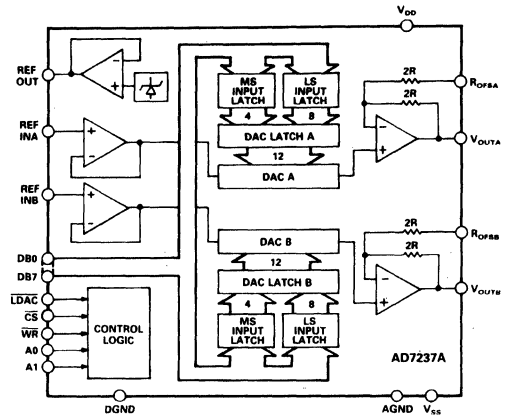 VDD
REF OUT
REF INA
REF INB
DB0
DB7
LDAC
CS
WR
A0
A1
CONTROL LOGIC
DGND
MS INPUT LATCH
LS INPUT LATCH
4
8
DAC LATCH A
12
DAC A
DAC B
12
DAC LATCH B
4
8
MS INPUT LATCH
LS INPUT LATCH
2R
2R
ROFSA
VOUTA
2R
2R
ROFSB
VOUTB
AD7237A
AGND
VSS